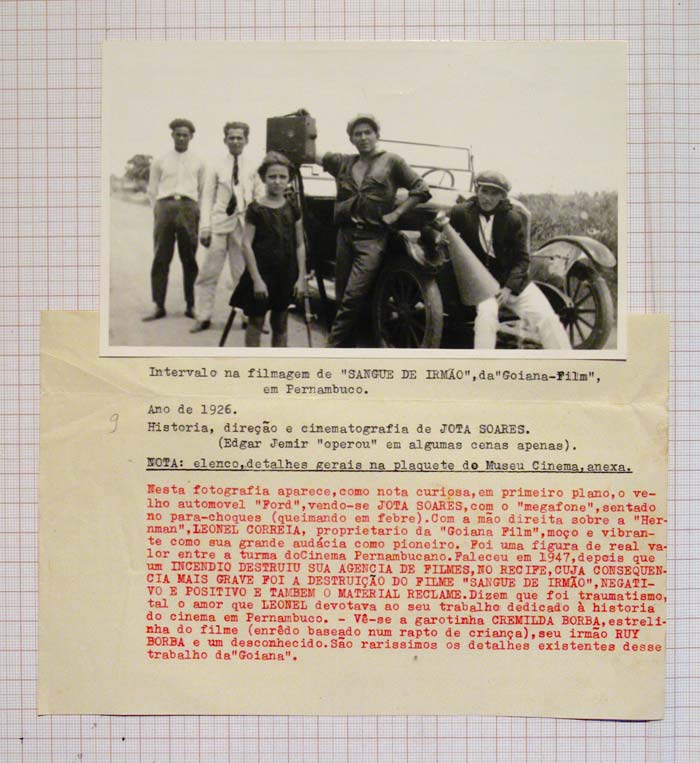 Intervalo na filmagem de "SANGUE DE IRMÃO",da"Goiana-Film",
em Pernambuco.
9
Ano de 1926.
Historia, direção e cinematografia de JOTA SOARES.
(Edgar Jemir "operou" em algumas cenas apenas).
NOTA: elenco,detalhes gerais na plaquete do Museu Cinema,anexa.
Nesta fotografia aparece,como nota curiosa,em primeiro plano,o ve-
lho automovel "Ford",vendo-se JOTA SOARES,com o "megafone",sentado
no para-choques (queimando em febre).Com a mão direita sobre a "Her-
nman",LEONEL CORREIA, proprietario da "Goiana Film",moço e vibran-
te como sua grande audácia como pioneiro. Foi uma figura de real va-
lor entre a turma doCinema Pernambucano.Faleceu em 1947,depois que
um INCENDIO DESTRUIU SUA AGENCIA DE FILMES,NO RECIFE,CUJA CONSEQUEN-
CIA MAIS GRAVE FOI A DESTRUIÇÃO DO FILME "SANGUE DE IRMÃO",NEGATI-
VO E POSITIVO E TAMBEM O MATERIAL RECLAME.Dizem que foi traumatismo,
tal o amor que LEONEL devotava ao seu trabalho dedicado à historia
do cinema em Pernambuco. - Vê-se a garotinha CREMILDA BORBA,estreli-
nha do filme (enrêdo baseado num rapto de criança),seu irmão RUY
BORBA e um desconhecido.São rarissimos os detalhes existentes desse
trabalho da"Goiana".